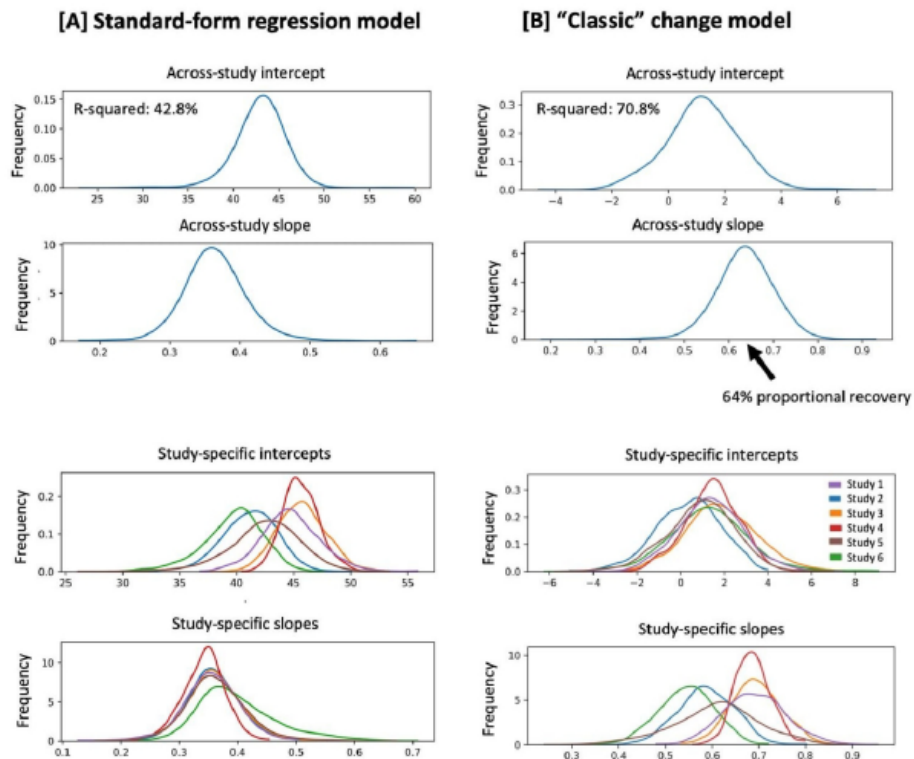 [A] Standard-form regression model
Across-study intercept
R-squared: 42.8%
Frequency
0.15
0.10
0.05
0.00
25 30 35 40 45 50 55 60
Across-study slope
Frequency
10
5
0
0.2 0.3 0.4 0.5 0.6
Study-specific intercepts
Frequency
0.2
0.1
0.0
25 30 35 40 45 50 55
Study-specific slopes
Frequency
10
5
0
0.1 0.2 0.3 0.4 0.5 0.6 0.7
[B] “Classic” change model
Across-study intercept
R-squared: 70.8%
Frequency
0.3
0.2
0.1
0.0
−4 −2 0 2 4 6
Across-study slope
Frequency
6
4
2
0
0.2 0.3 0.4 0.5 0.6 0.7 0.8 0.9
64% proportional recovery
Study-specific intercepts
Frequency
0.3
0.2
0.1
0.0
−6 −4 −2 0 2 4 6 8
Study 1
Study 2
Study 3
Study 4
Study 5
Study 6
Study-specific slopes
Frequency
10
5
0
0.3 0.4 0.5 0.6 0.7 0.8 0.9